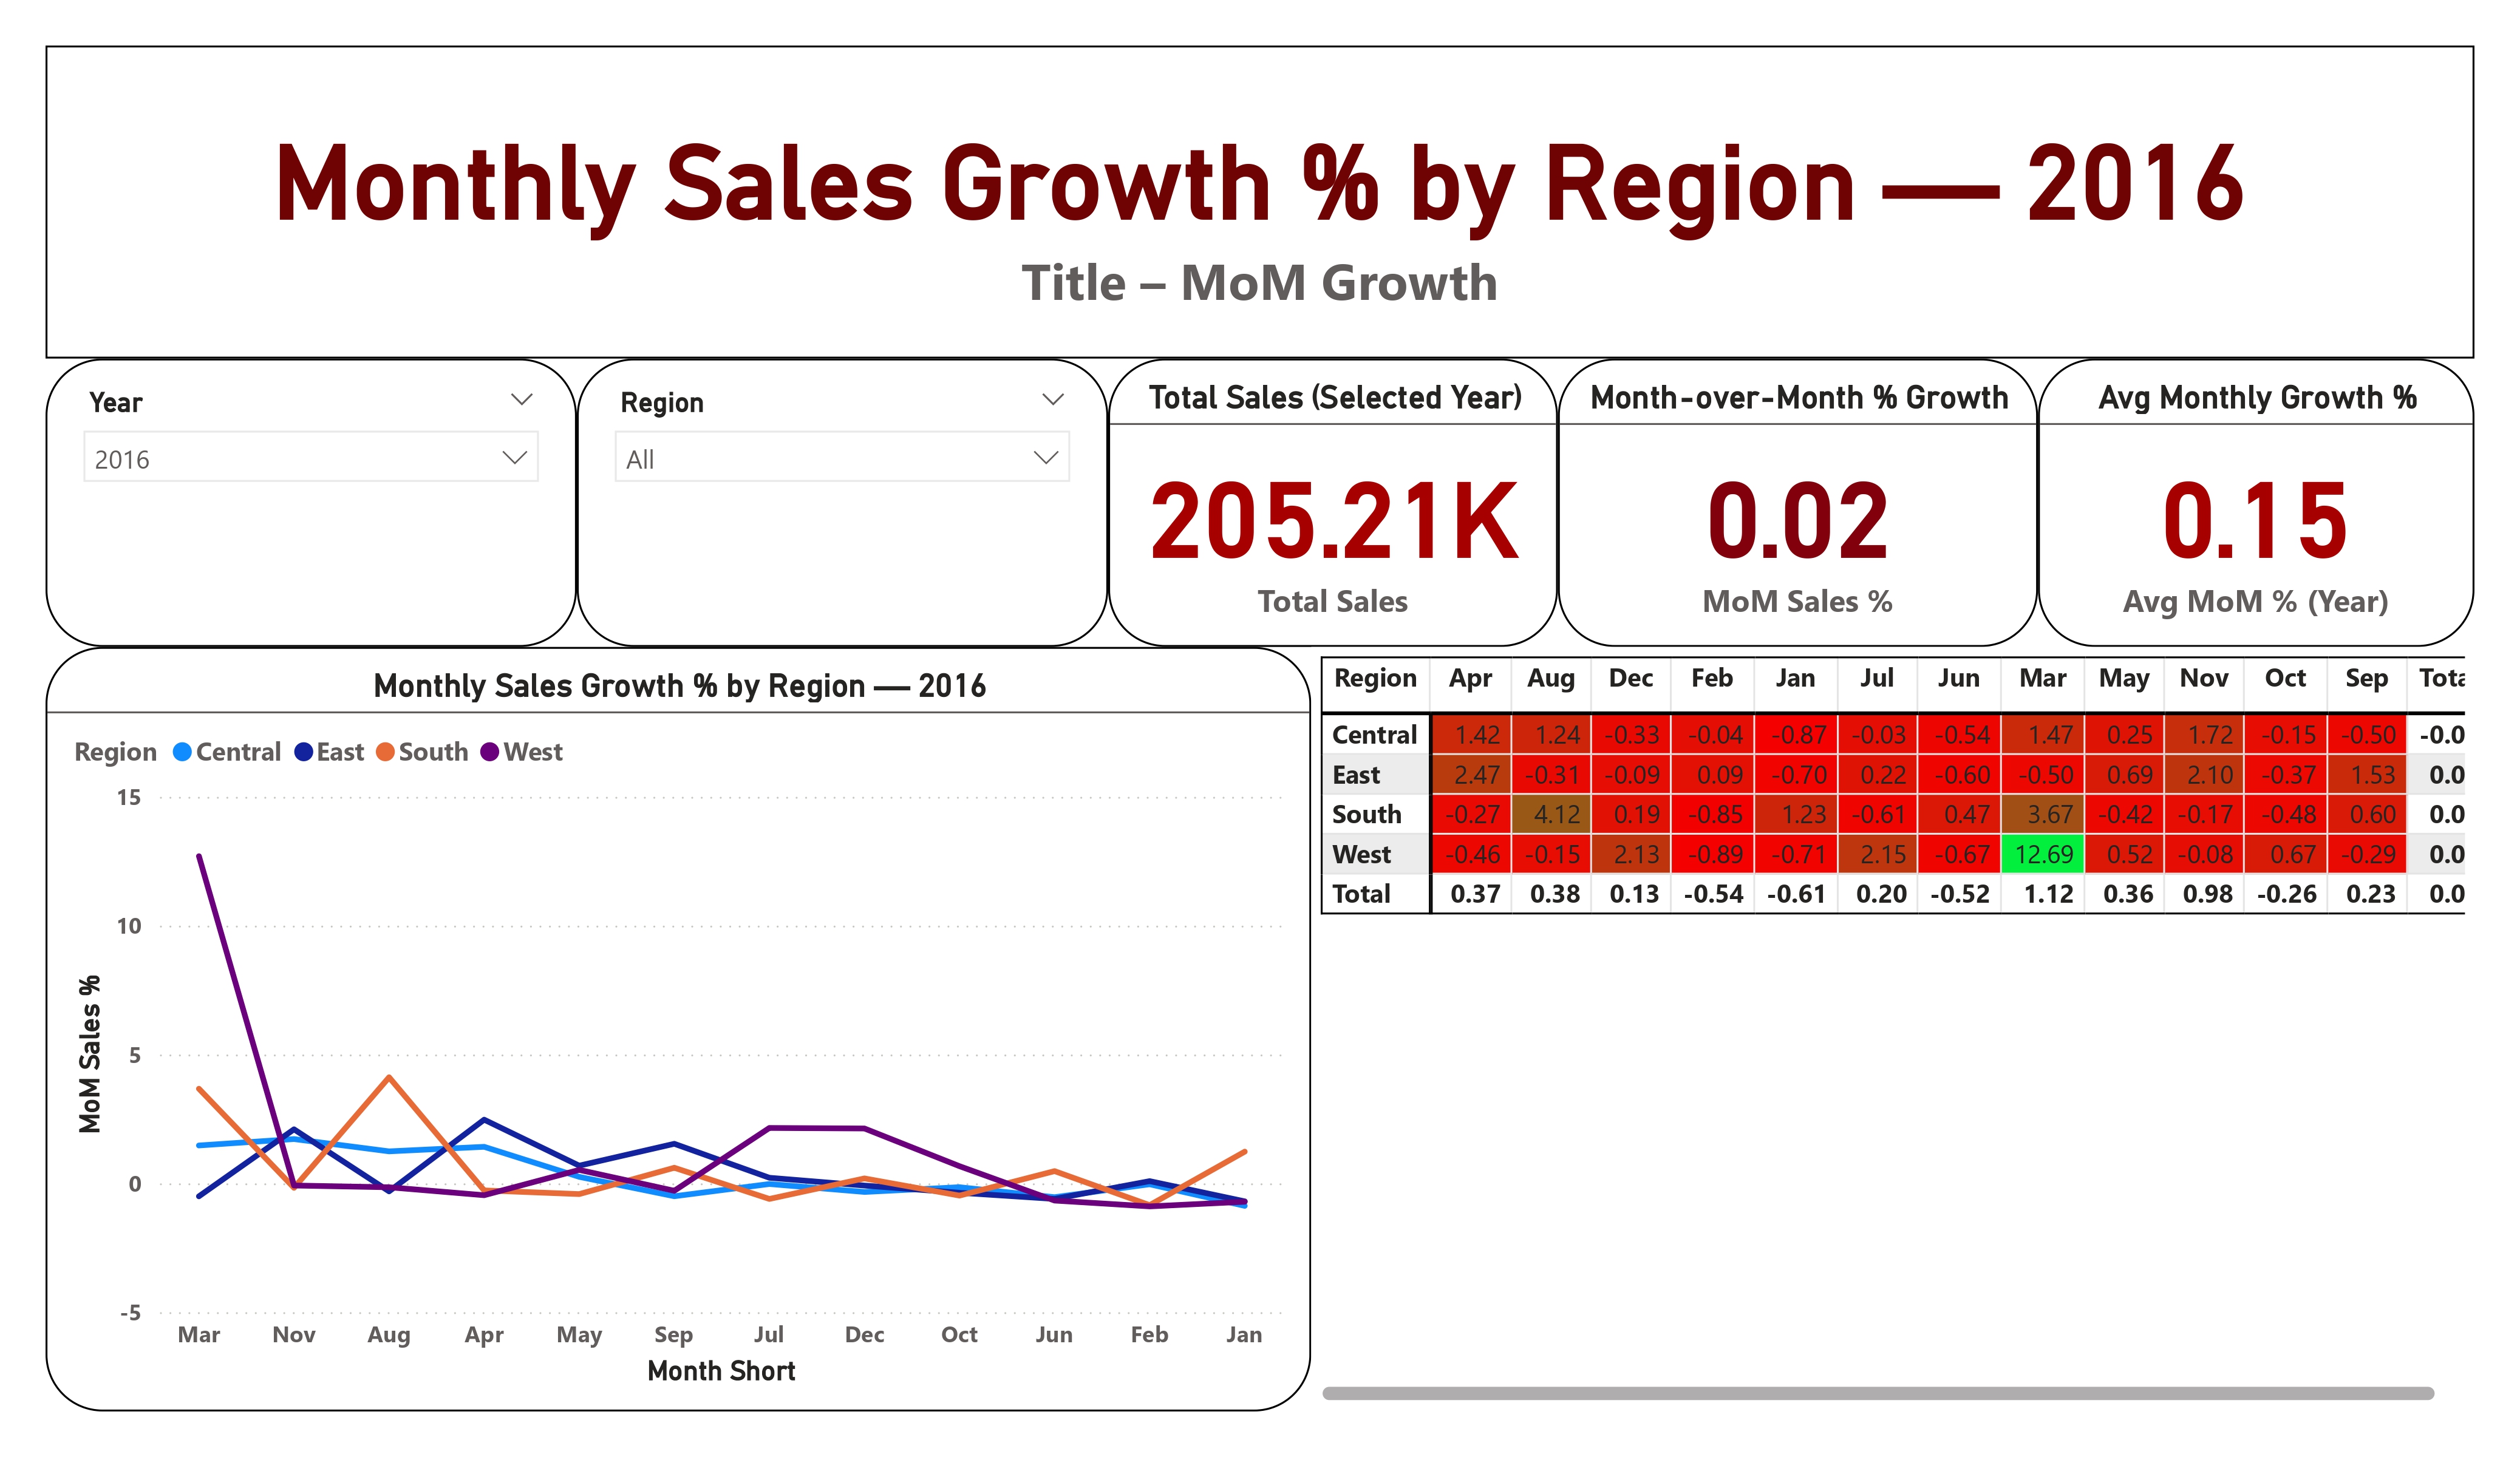 Monthly Sales Growth % by Region — 2016
Title – MoM Growth
Year
2016
Region
All
Total Sales (Selected Year)
205.21K
Total Sales
Month-over-Month % Growth
0.02
MoM Sales %
Avg Monthly Growth %
0.15
Avg MoM % (Year)
Monthly Sales Growth % by Region — 2016
Region Central East South West
15
10
5
0
-5
MoM Sales %
Mar Nov Aug Apr May Sep Jul Dec Oct Jun Feb Jan
Month Short
Region Apr Aug Dec Feb Jan Jul Jun Mar May Nov Oct Sep
Central 1.42 1.24 -0.33 -0.04 -0.87 -0.03 -0.54 1.47 0.25 1.72 -0.15 -0.50 -0.0
East 2.47 -0.31 -0.09 0.09 -0.70 0.22 -0.60 -0.50 0.69 2.10 -0.37 1.53 0.0
South -0.27 4.12 0.19 -0.85 1.23 -0.61 0.47 3.67 -0.42 -0.17 -0.48 0.60 0.0
West -0.46 -0.15 2.13 -0.89 -0.71 2.15 -0.67 12.69 0.52 -0.08 0.67 -0.29 0.0
Total 0.37 0.38 0.13 -0.54 -0.61 0.20 -0.52 1.12 0.36 0.98 -0.26 0.23 0.0